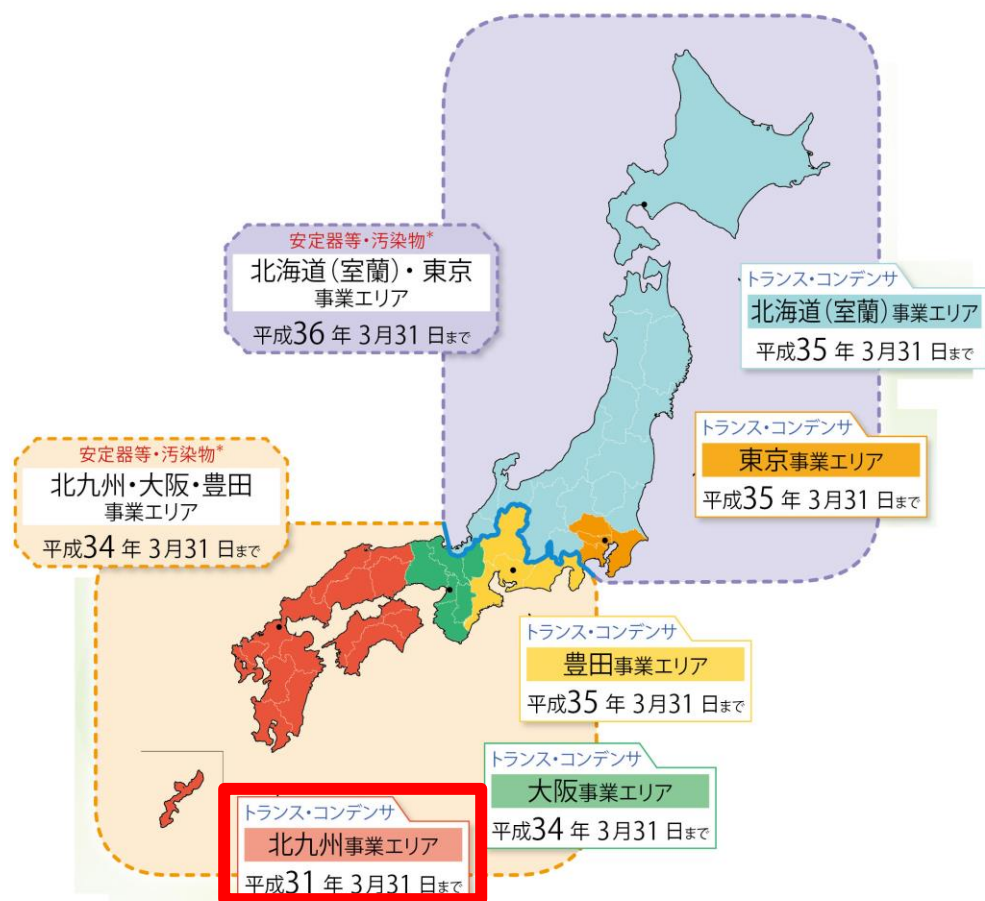 安定器等・汚染物*
北海道(室蘭)・東京
事業エリア
平成36年3月31日まで
トランス・コンデンサ
北海道(室蘭)事業エリア
平成35年3月31日まで
トランス・コンデンサ
東京事業エリア
平成35年3月31日まで
安定器等・汚染物*
北九州・大阪・豊田
事業エリア
平成34年3月31日まで
トランス・コンデンサ
豊田事業エリア
平成35年3月31日まで
トランス・コンデンサ
大阪事業エリア
平成34年3月31日まで
トランス・コンデンサ
北九州事業エリア
平成31年3月31日まで